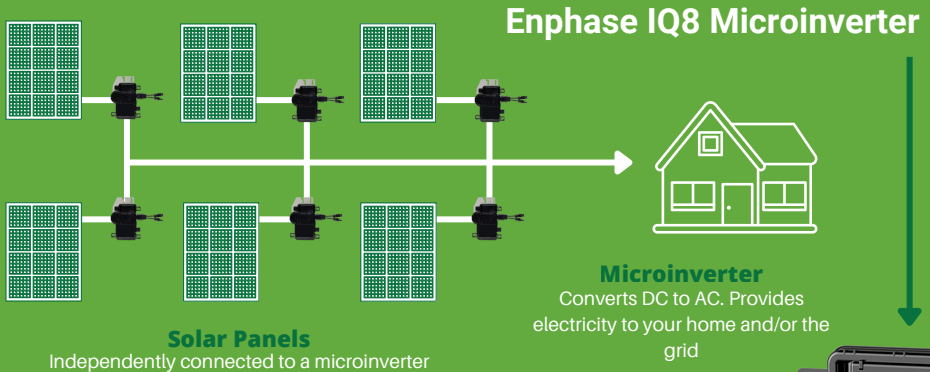 Enphase IQ8 Microinverter
Microinverter
Converts DC to AC. Provides
electricity to your home and/or the
grid
Solar Panels
Independently connected to a microinverter